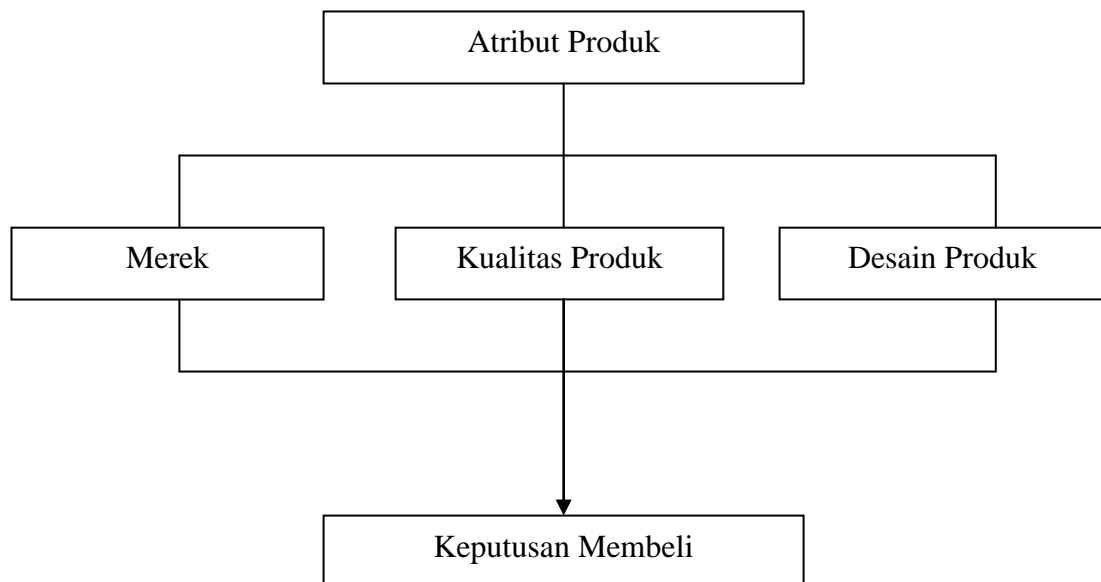 Atribut Produk
Merek
Kualitas Produk
Desain Produk
Keputusan Membeli